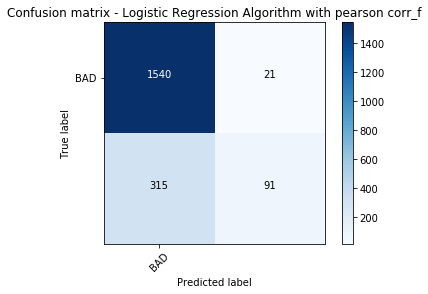 Confusion matrix - Logistic Regression Algorithm with pearson corr_f
BAD
1540
21
315
91
True label
BAD
Predicted label
1400
1200
1000
800
600
400
200